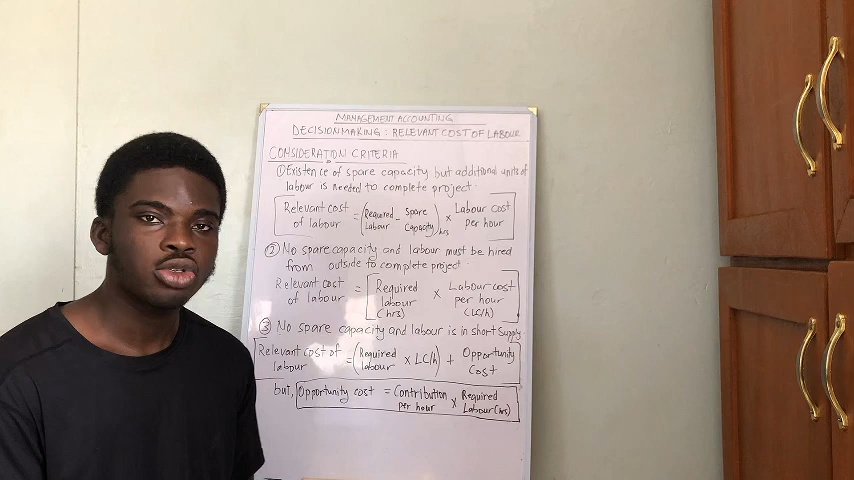 MANAGEMENT ACCOUNTING
DECISION MAKING : RELEVANT COST OF LABOUR
CONSIDERATION CRITERIA
① Existence of spare capacity but additional units of
labour is needed to complete project.
Relevant cost of labour = (Required Labour - Spare Capacity)hrs × Labour cost per hour
② No spare capacity and labour must be hired
from outside to complete project.
Relevant cost of labour = [Required labour (hrs) × Labour cost per hour (LC/h)]
③ No spare capacity and labour is in short supply
Relevant cost of labour = (Required labour × LC/h) + Opportunity Cost
but, Opportunity cost = Contribution per hour × Required Labour (hrs)